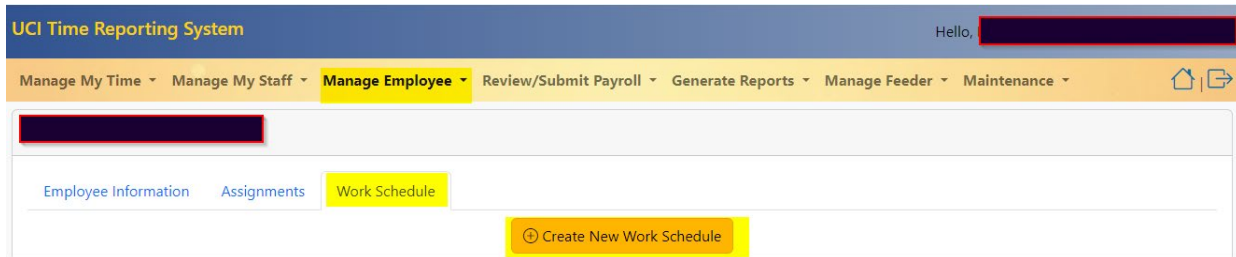 UCI Time Reporting System Hello,
Manage My Time Manage My Staff Manage Employee Review/Submit Payroll Generate Reports Manage Feeder Maintenance
Employee Information Assignments Work Schedule
Create New Work Schedule